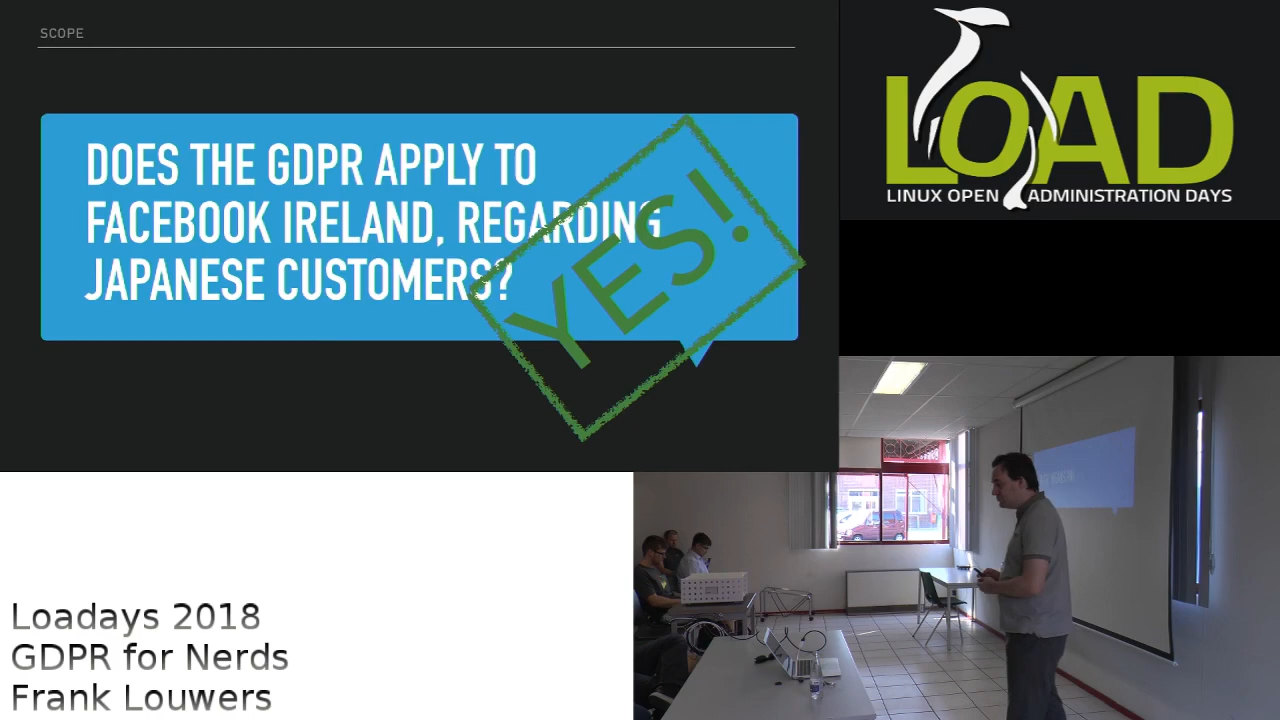 SCOPE
DOES THE GDPR APPLY TO
FACEBOOK IRELAND, REGARDING
JAPANESE CUSTOMERS?
YES!
LOAD
LINUX OPEN ADMINISTRATION DAYS
Loadays 2018
GDPR for Nerds
Frank Louwers